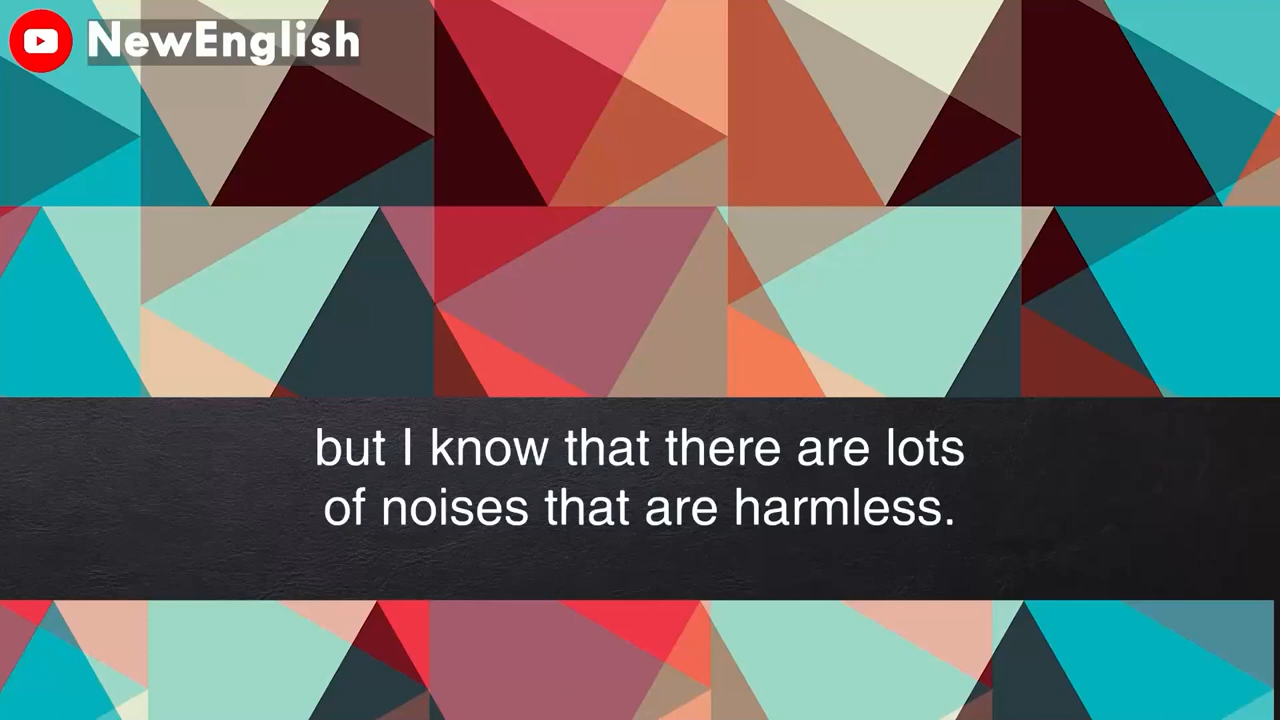 NewEnglish
but I know that there are lots
of noises that are harmless.